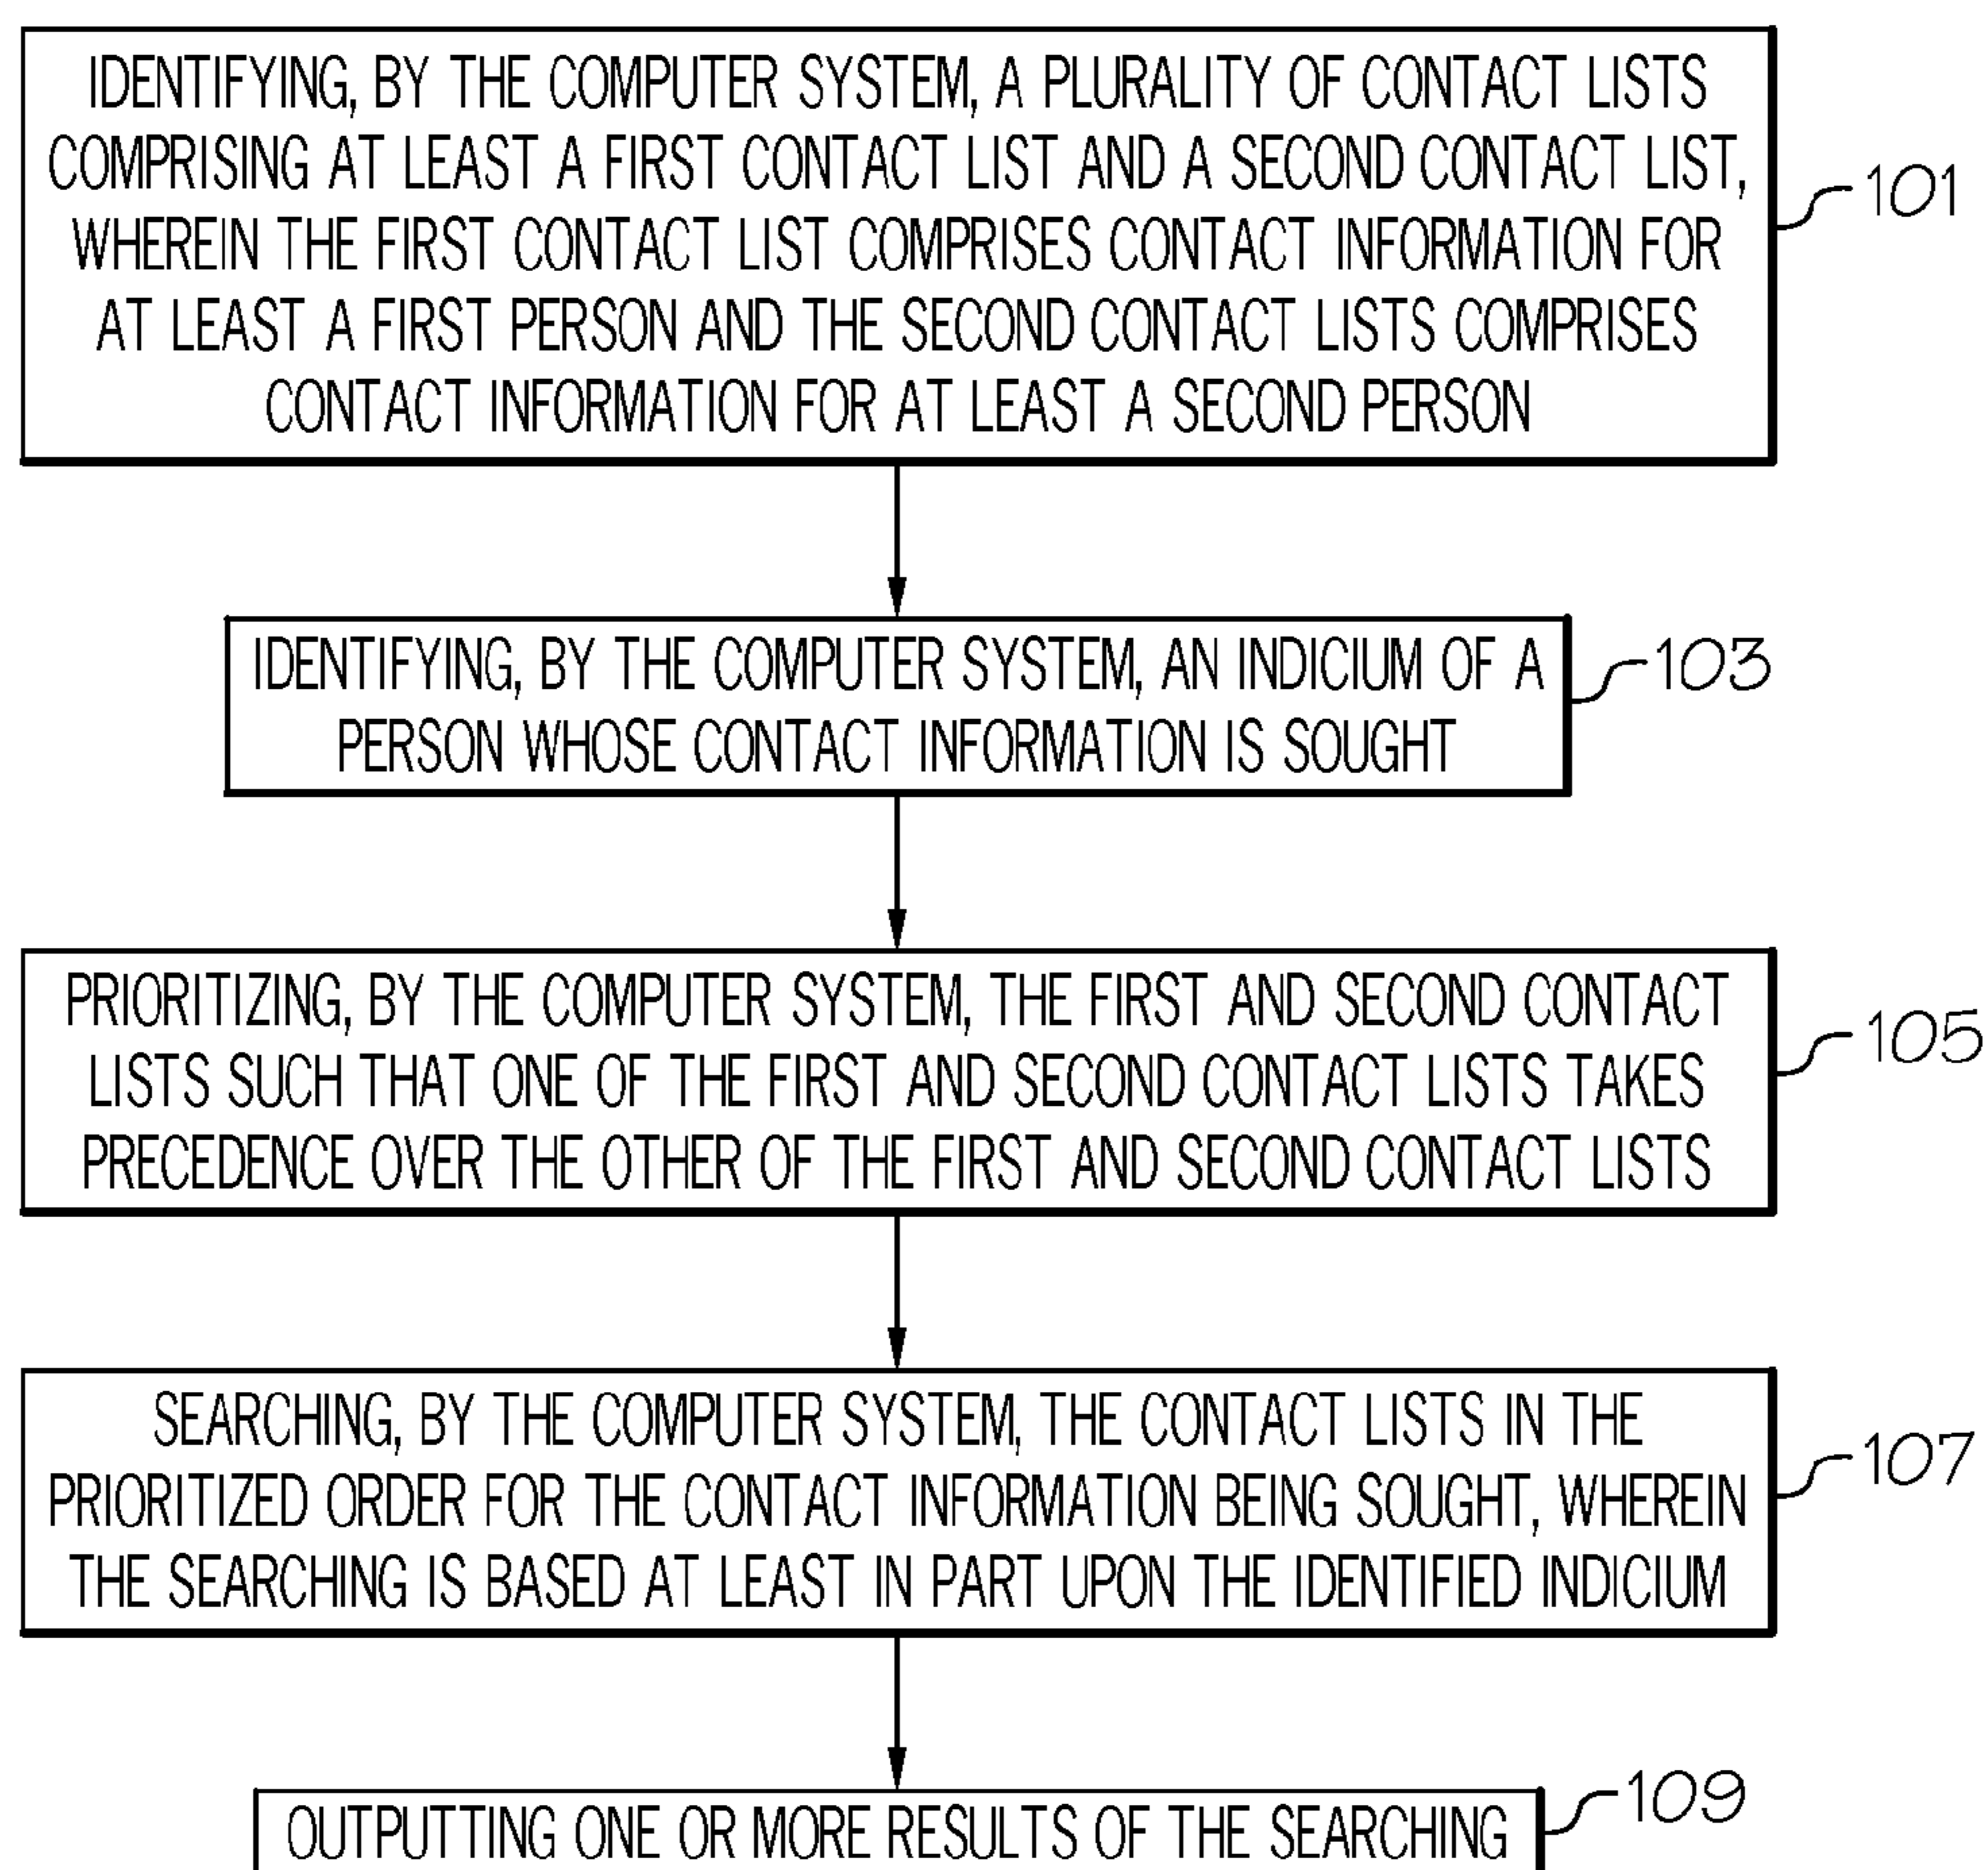 IDENTIFYING, BY THE COMPUTER SYSTEM, A PLURALITY OF CONTACT LISTS
COMPRISING AT LEAST A FIRST CONTACT LIST AND A SECOND CONTACT LIST,
WHEREIN THE FIRST CONTACT LIST COMPRISES CONTACT INFORMATION FOR
AT LEAST A FIRST PERSON AND THE SECOND CONTACT LISTS COMPRISES
CONTACT INFORMATION FOR AT LEAST A SECOND PERSON
101
IDENTIFYING, BY THE COMPUTER SYSTEM, AN INDICIUM OF A
PERSON WHOSE CONTACT INFORMATION IS SOUGHT
103
PRIORITIZING, BY THE COMPUTER SYSTEM, THE FIRST AND SECOND CONTACT
LISTS SUCH THAT ONE OF THE FIRST AND SECOND CONTACT LISTS TAKES
PRECEDENCE OVER THE OTHER OF THE FIRST AND SECOND CONTACT LISTS
105
SEARCHING, BY THE COMPUTER SYSTEM, THE CONTACT LISTS IN THE
PRIORITIZED ORDER FOR THE CONTACT INFORMATION BEING SOUGHT, WHEREIN
THE SEARCHING IS BASED AT LEAST IN PART UPON THE IDENTIFIED INDICIUM
107
OUTPUTTING ONE OR MORE RESULTS OF THE SEARCHING
109